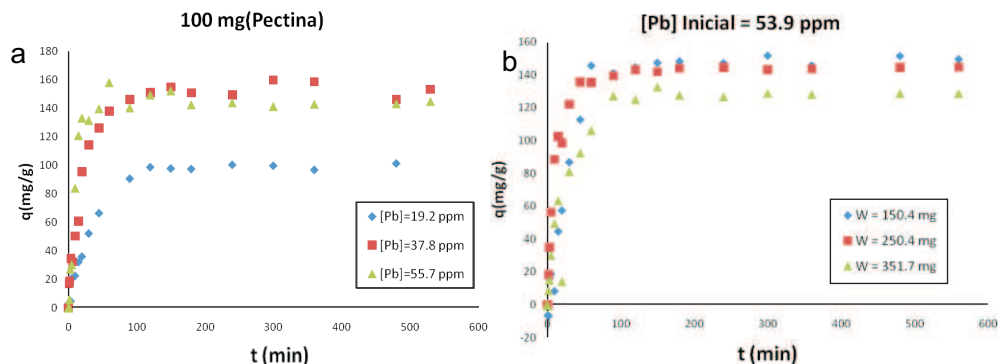 100 mg(Pectina)
a
q(mg/g)
180
160
140
120
100
80
60
40
20
0
0 100 200 300 400 500 600
t (min)
[Pb]=19.2 ppm
[Pb]=37.8 ppm
[Pb]=55.7 ppm
[Pb] Inicial = 53.9 ppm
b
q(mg/g)
160
140
120
100
80
60
40
20
0
-20
0 100 200 300 400 500 600
t (min)
W = 150.4 mg
W = 250.4 mg
W = 351.7 mg